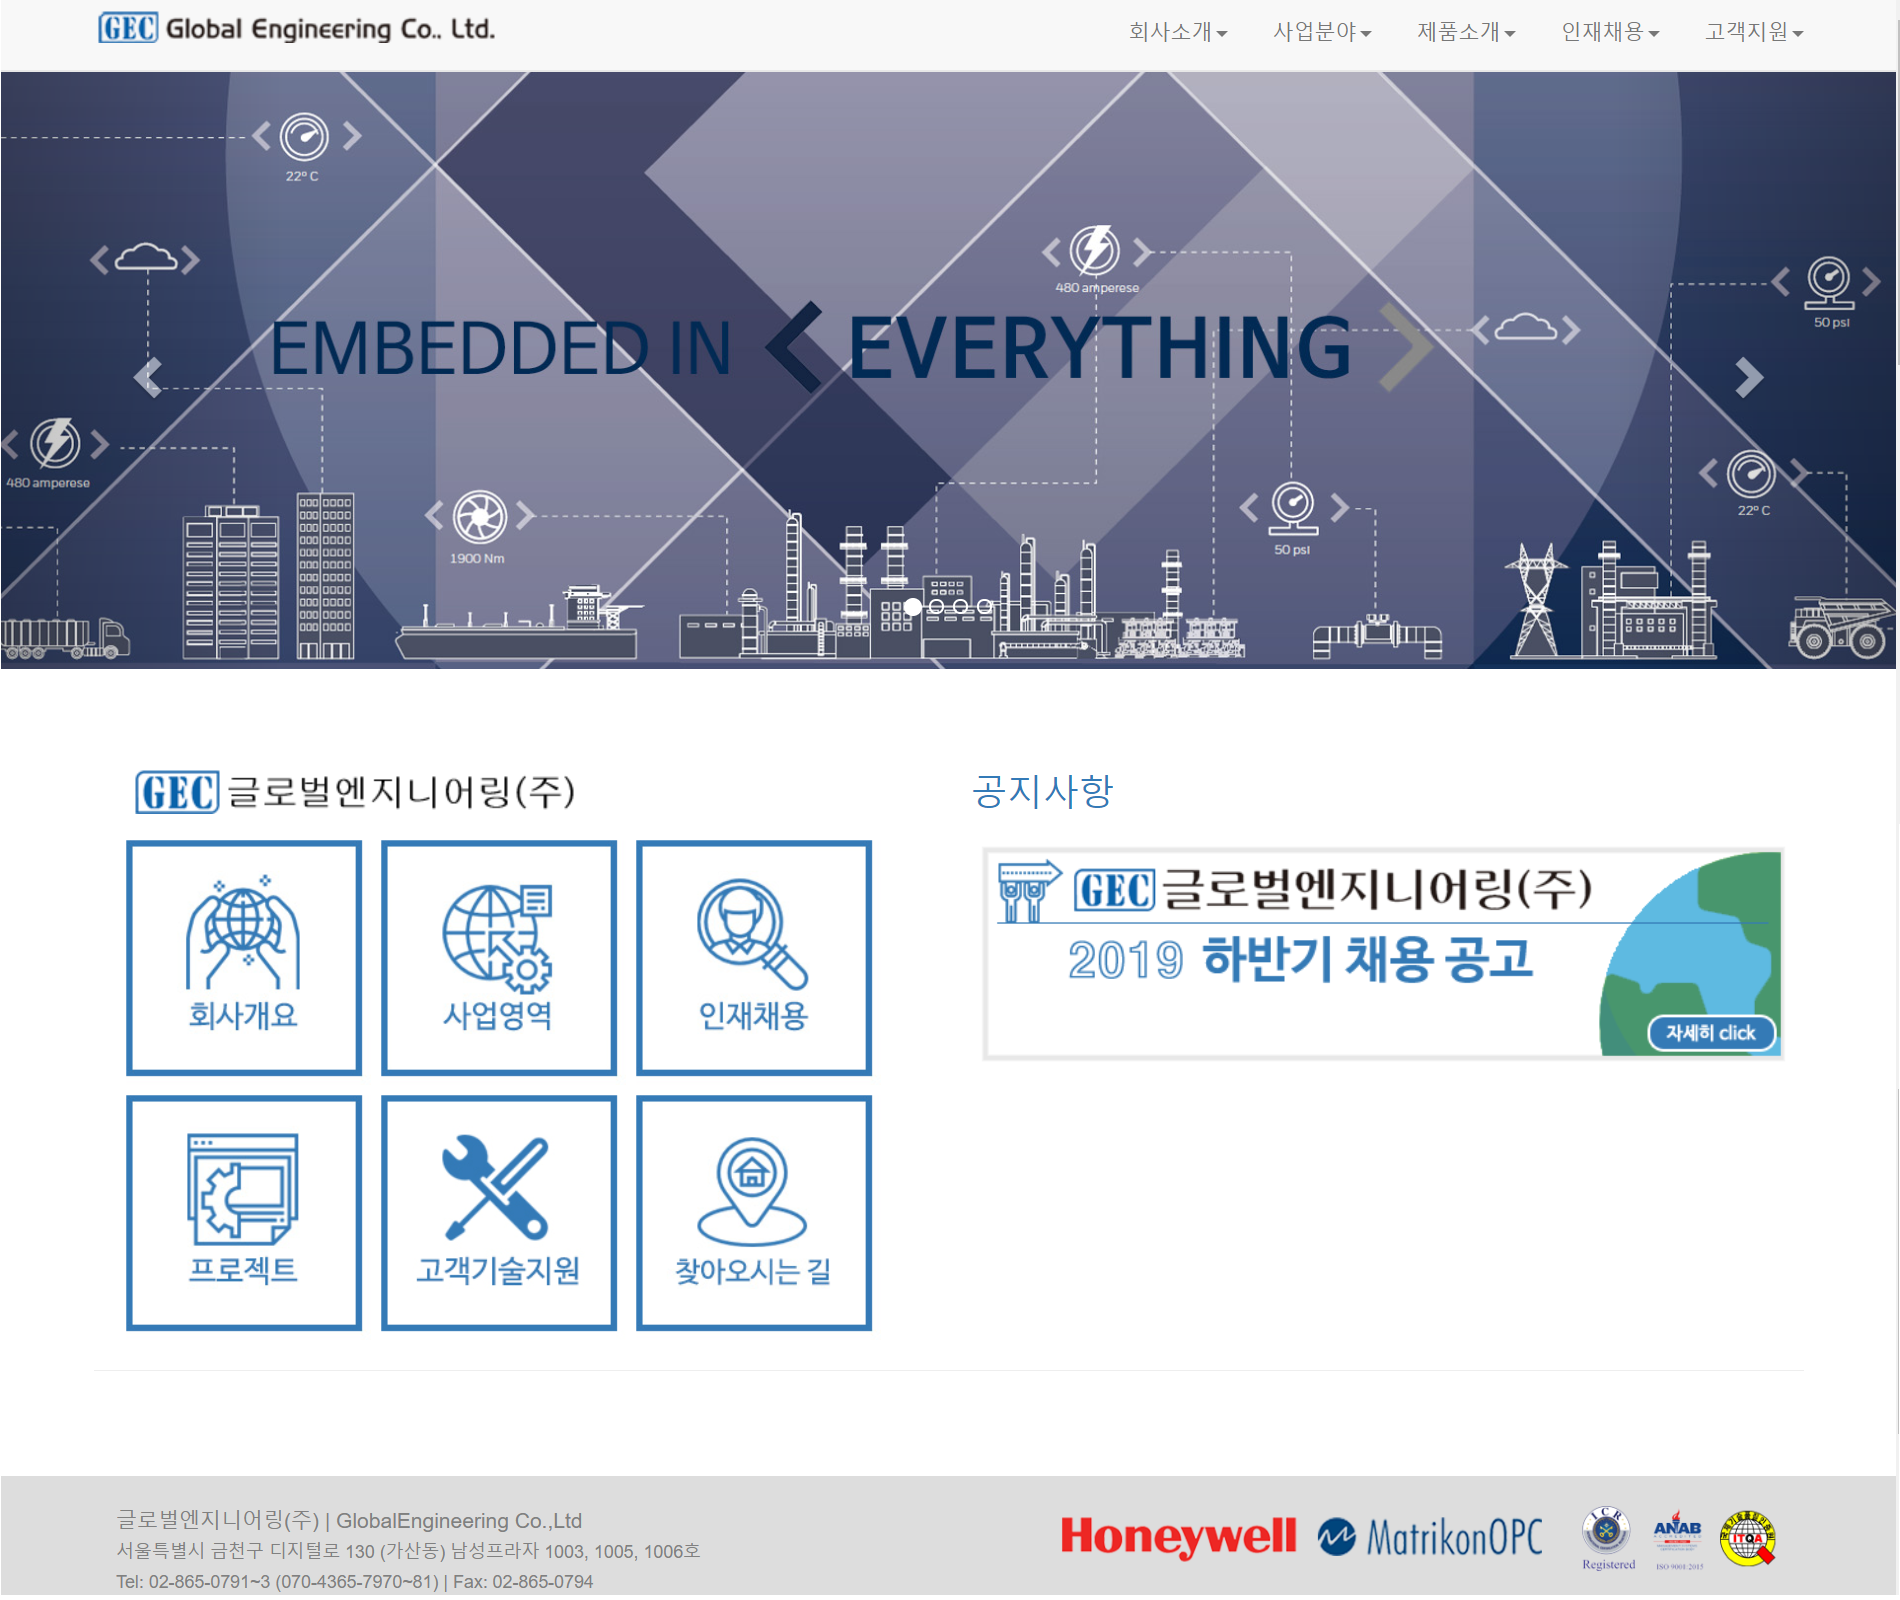 GEC Global Engineering Co., Ltd.
회사소개 사업분야 제품소개 인재채용 고객지원
22º C
480 amperese
50 psi
EMBEDDED IN < EVERYTHING >
480 amperese
22º C
1900 Nm
50 psi
GEC 글로벌엔지니어링(주)
공지사항
GEC 글로벌엔지니어링(주)
2019 하반기 채용 공고
자세히 click
회사개요 사업영역 인재채용
프로젝트 고객기술지원 찾아오시는 길
글로벌엔지니어링(주) | GlobalEngineering Co.,Ltd
서울특별시 금천구 디지털로 130 (가산동) 남성프라자 1003, 1005, 1006호
Tel: 02-865-0791~3 (070-4365-7970~81) | Fax: 02-865-0794
Honeywell MatrikonOPC
ICR
Registered
ANAB
ISO 9001:2015
ITQA